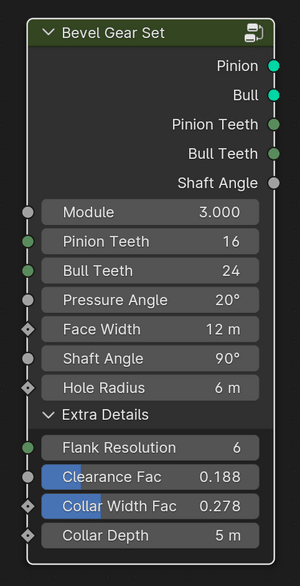 Bevel Gear Set
Pinion
Bull
Pinion Teeth
Bull Teeth
Shaft Angle
Module 3.000
Pinion Teeth 16
Bull Teeth 24
Pressure Angle 20°
Face Width 12 m
Shaft Angle 90°
Hole Radius 6 m
Extra Details
Flank Resolution 6
Clearance Fac 0.188
Collar Width Fac 0.278
Collar Depth 5 m